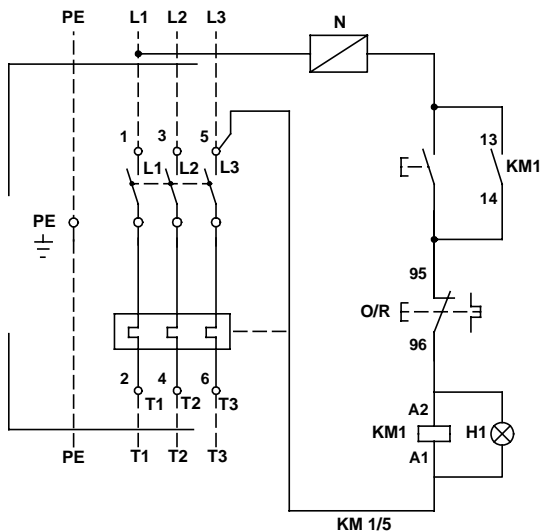 PE L1 L2 L3 N
1 3 5
L1 L2 L3
13
KM1
14
PE
95
O/R
96
2 4 6
T1 T2 T3
A2
KM1 H1
A1
PE T1 T2 T3
KM 1/5